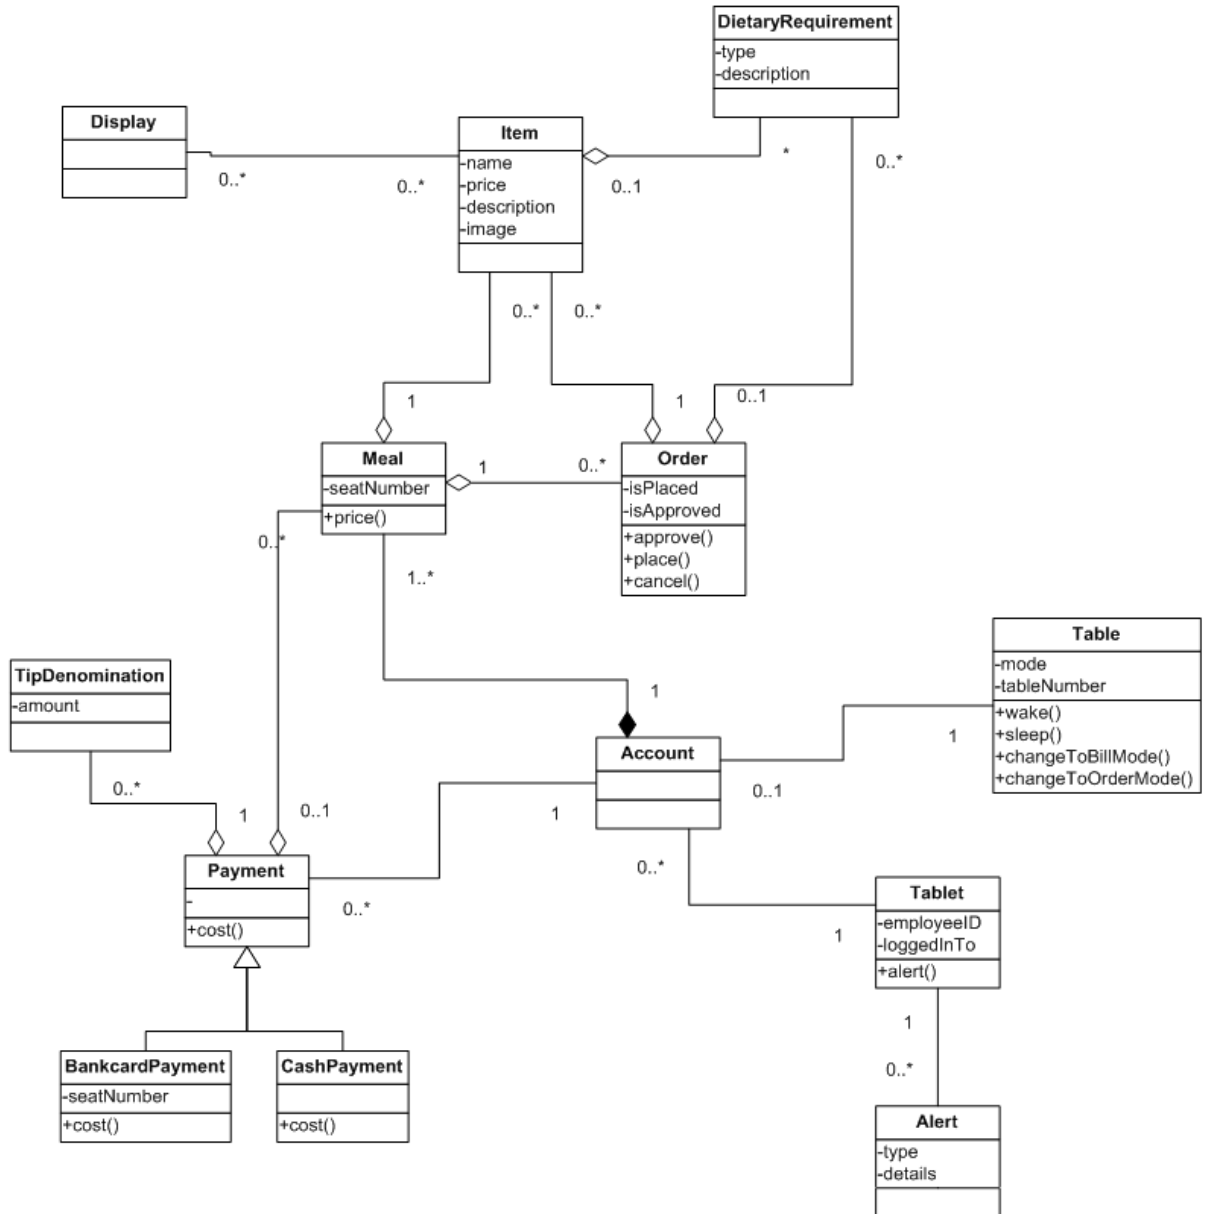 DietaryRequirement
-type
-description
Display
Item
-name
-price
-description
-image
*
0..*
0..*
0..*
0..1
0..*
0..*
1
1
0..1
Meal
-seatNumber
+price()
1
0..*
Order
-isPlaced
-isApproved
+approve()
+place()
+cancel()
0..*
1..*
Table
-mode
-tableNumber
+wake()
+sleep()
+changeToBillMode()
+changeToOrderMode()
TipDenomination
-amount
1
1
Account
0..*
1
0..1
1
0..1
Payment
-
+cost()
0..*
0..*
1
Tablet
-employeeID
-loggedInTo
+alert()
1
0..*
BankcardPayment
-seatNumber
+cost()
CashPayment
+cost()
Alert
-type
-details